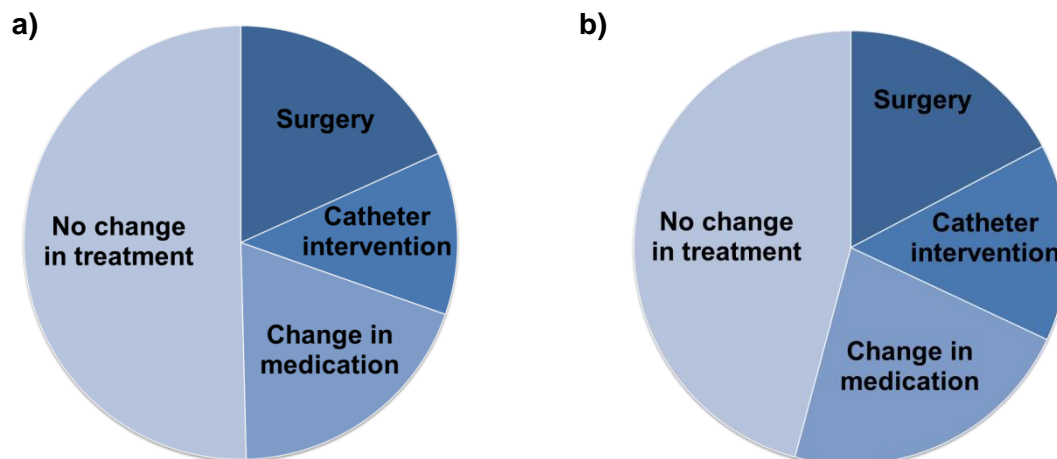 a)
Surgery
Catheter
intervention
No change
in treatment
Change in
medication
b)
Surgery
Catheter
intervention
No change
in treatment
Change in
medication